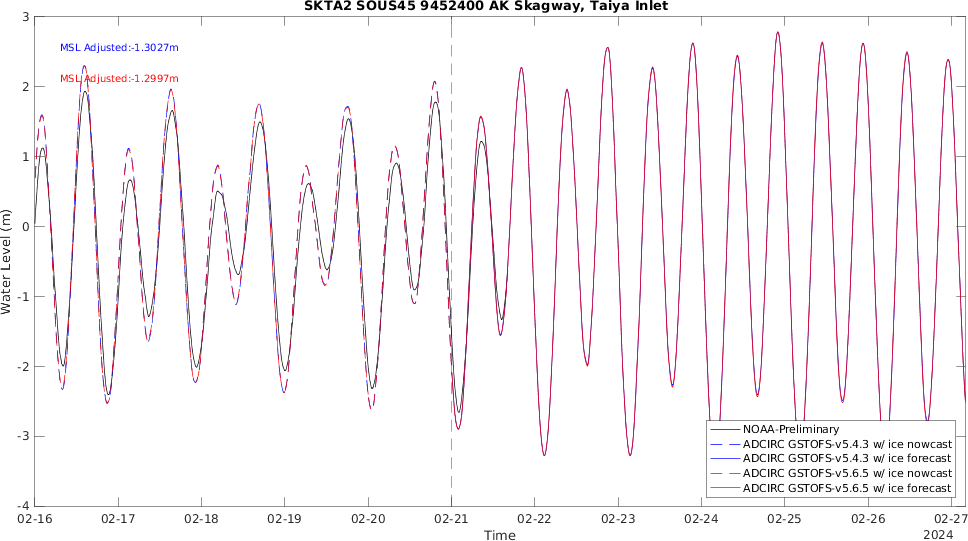 SKTA2 SOUS45 9452400 AK Skagway, Taiya Inlet
3
MSL Adjusted:-1.3027m
MSL Adjusted:-1.2997m
2
1
0
-1
-2
-3
-4
Water Level (m)
NOAA-Preliminary
ADCIRC GSTOFS-v5.4.3 w/ ice nowcast
ADCIRC GSTOFS-v5.4.3 w/ ice forecast
ADCIRC GSTOFS-v5.6.5 w/ ice nowcast
ADCIRC GSTOFS-v5.6.5 w/ ice forecast
02-16 02-17 02-18 02-19 02-20 02-21 02-22 02-23 02-24 02-25 02-26 02-27
Time
2024